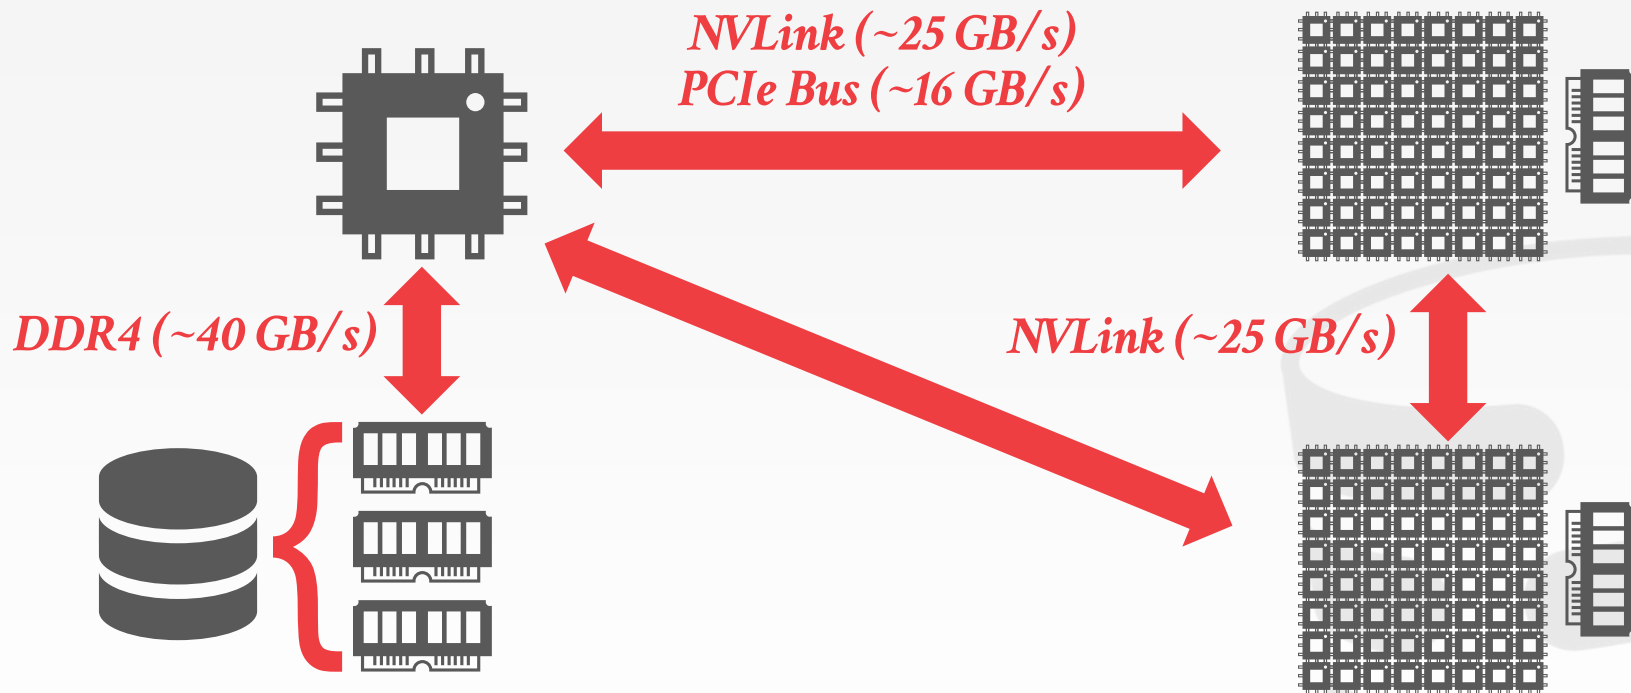 NVLink (~25 GB/s)
PCIe Bus (~16 GB/s)
DDR4 (~40 GB/s)
NVLink (~25 GB/s)